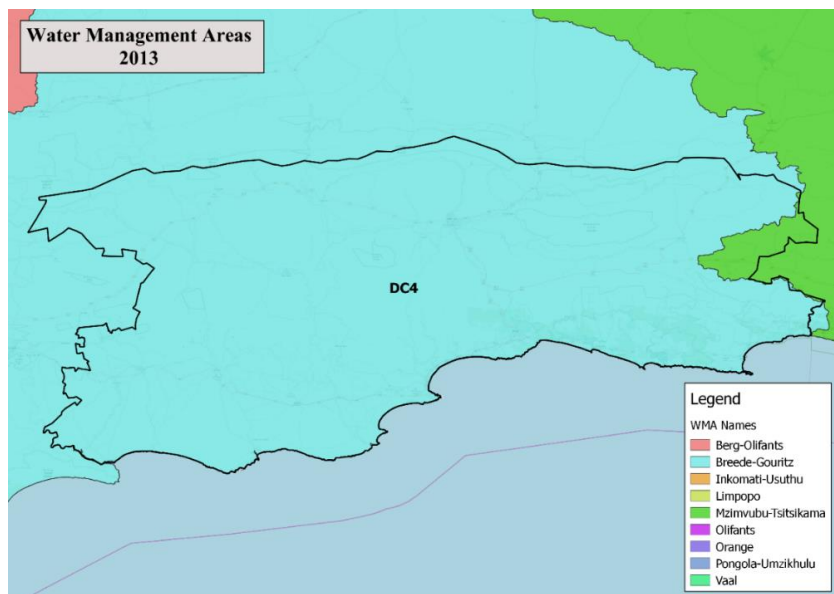 Water Management Areas
2013
DC4
Legend
WMA Names
Berg-Olifants
Breede-Gouritz
Inkomati-Usuthu
Limpopo
Mzimvubu-Tsitsikama
Olifants
Orange
Pongola-Umzikhulu
Vaal